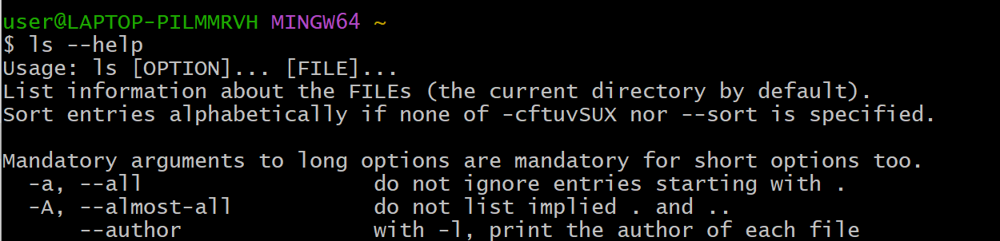 user@LAPTOP-PILMMRVH MINGW64 ~
$ ls --help
Usage: ls [OPTION]... [FILE]...
List information about the FILEs (the current directory by default).
Sort entries alphabetically if none of -cftuvSUX nor --sort is specified.

Mandatory arguments to long options are mandatory for short options too.
  -a, --all                  do not ignore entries starting with .
  -A, --almost-all           do not list implied . and ..
      --author               with -l, print the author of each file